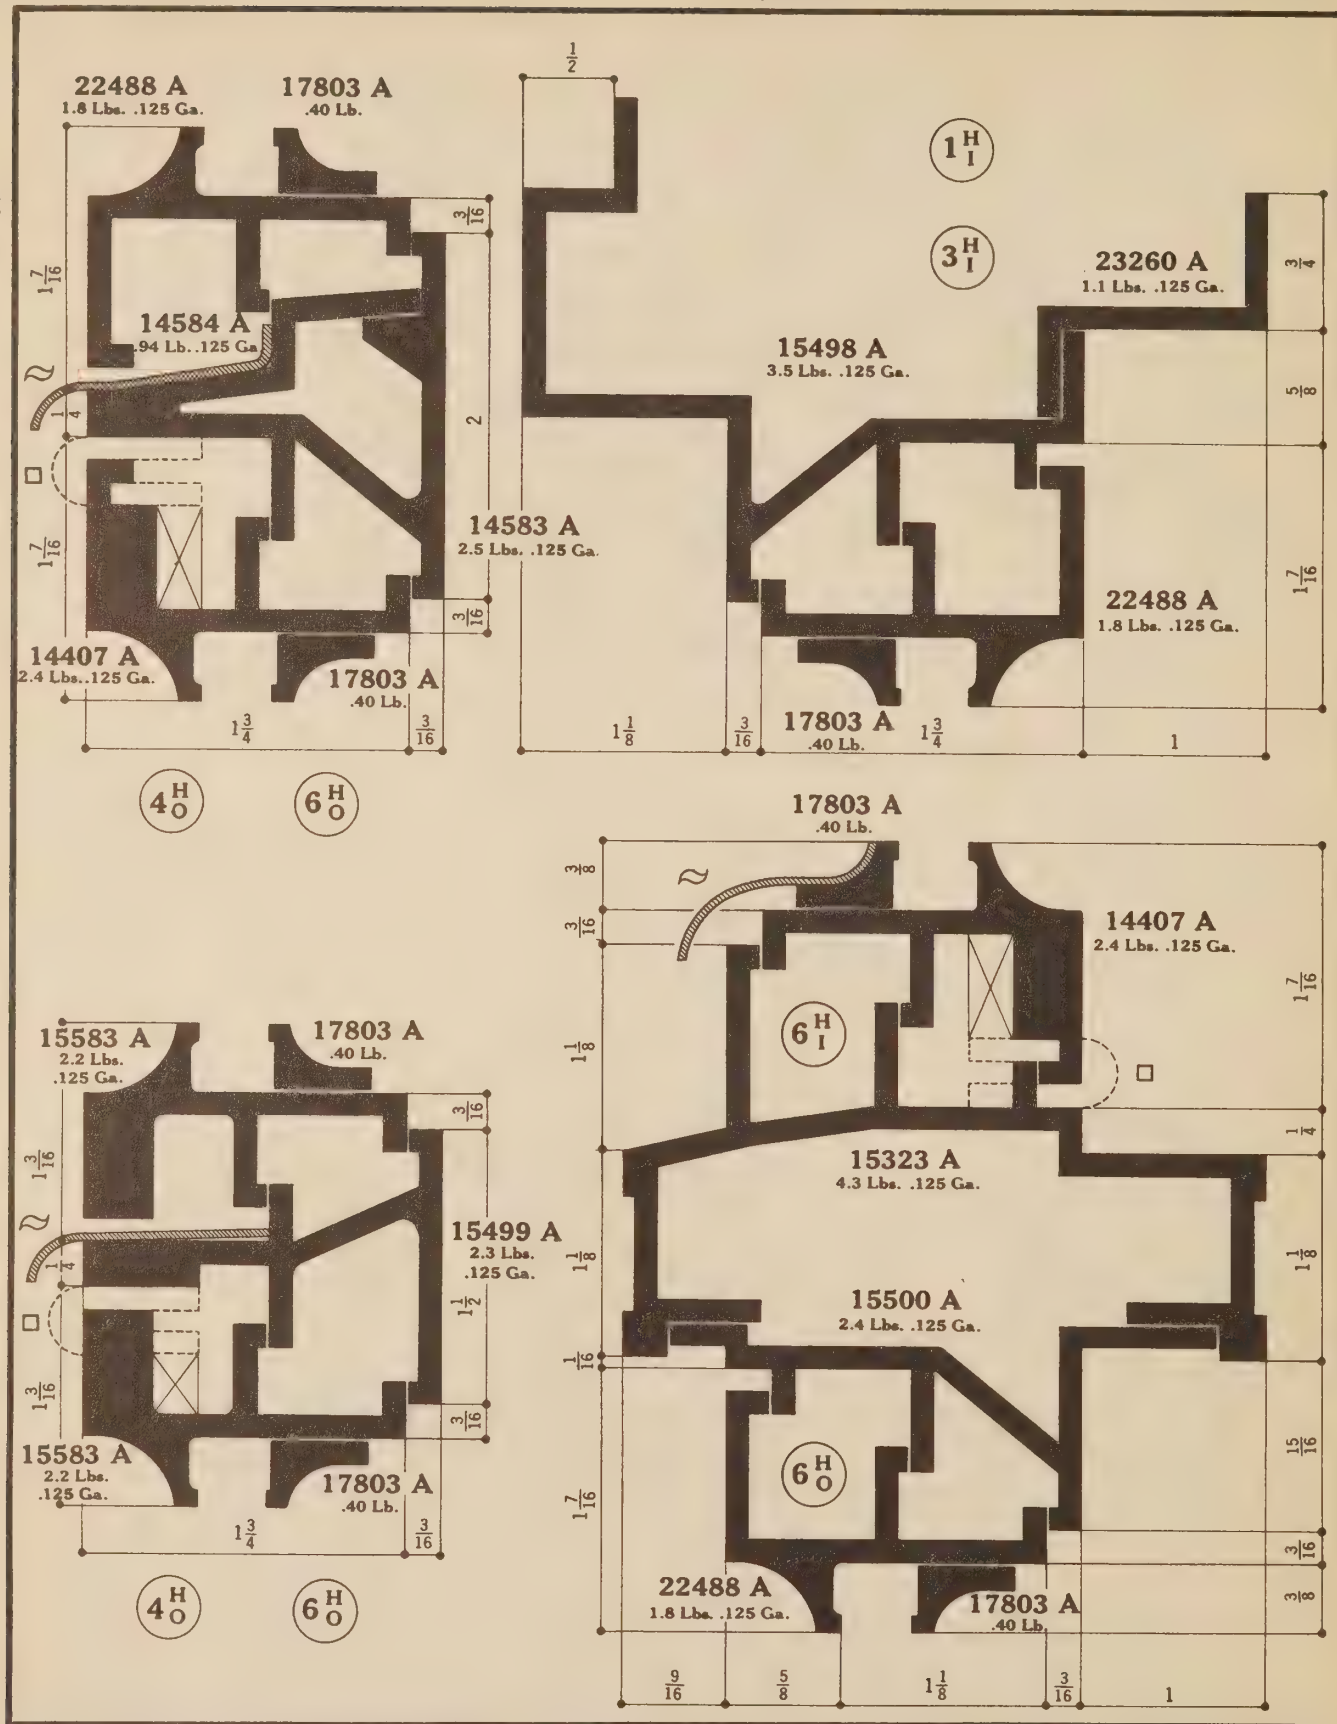 22488 A
1.8 Lbs. .125 Ga.
17803 A
.40 Lb.
1/2
1 H I
3 H I
3/16
1 7/16
14584 A
.94 Lb. .125 Ga
1/4
2
23260 A
1.1 Lbs. .125 Ga.
3/4
15498 A
3.5 Lbs. .125 Ga.
5/8
1 7/16
14583 A
2.5 Lbs. .125 Ga.
3/16
22488 A
1.8 Lbs. .125 Ga.
1 7/16
14407 A
2.4 Lbs. .125 Ga.
17803 A
.40 Lb.
1 3/4
3/16
1 1/8
3/16
17803 A
.40 Lb.
1 3/4
1
4 H O
6 H O
17803 A
.40 Lb.
3/8
3/16
14407 A
2.4 Lbs. .125 Ga.
1 7/16
6 H I
1 1/8
1/4
15323 A
4.3 Lbs. .125 Ga.
1 1/8
1 1/8
15500 A
2.4 Lbs. .125 Ga.
1/16
15/16
6 H O
1 7/16
3/16
22488 A
1.8 Lbs. .125 Ga.
17803 A
.40 Lb.
3/8
9/16
5/8
1 1/8
3/16
1
15583 A
2.2 Lbs.
.125 Ga.
17803 A
.40 Lb.
3/16
1 3/16
15499 A
2.3 Lbs.
.125 Ga.
1/4
1 1/2
1 3/16
3/16
15583 A
2.2 Lbs.
.125 Ga.
17803 A
.40 Lb.
1 3/4
3/16
4 H O
6 H O